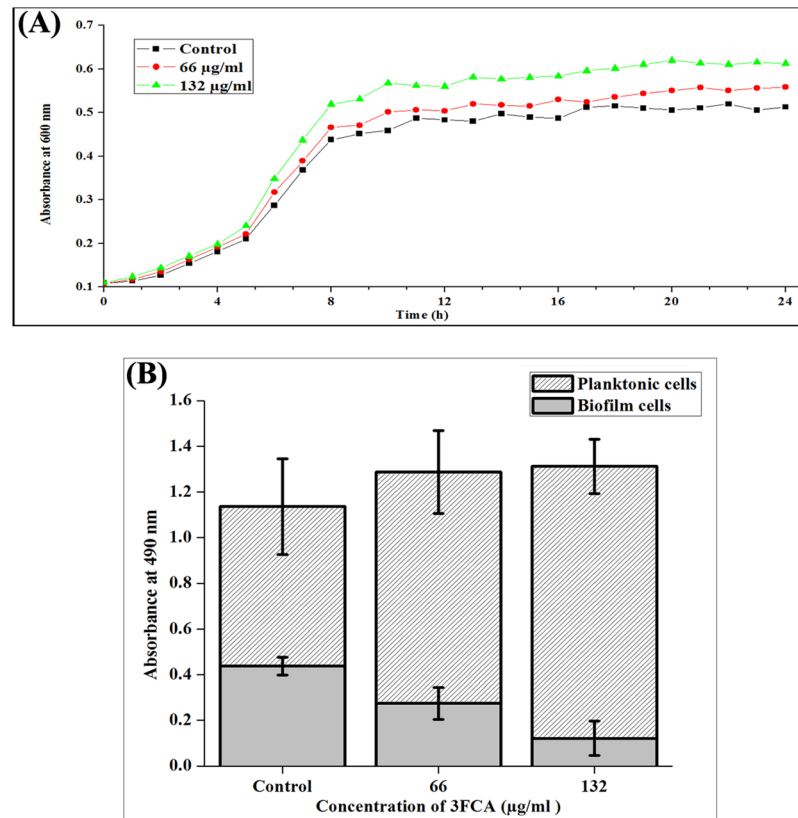 (A)
Control
66 µg/ml
132 µg/ml
0.7
0.6
0.5
0.4
0.3
0.2
0.1
Absorbance at 600 nm
0 4 8 12 16 20 24
Time (h)
(B)
Planktonic cells
Biofilm cells
1.6
1.4
1.2
1.0
0.8
0.6
0.4
0.2
0.0
Absorbance at 490 nm
Control 66 132
Concentration of 3FCA (µg/ml )